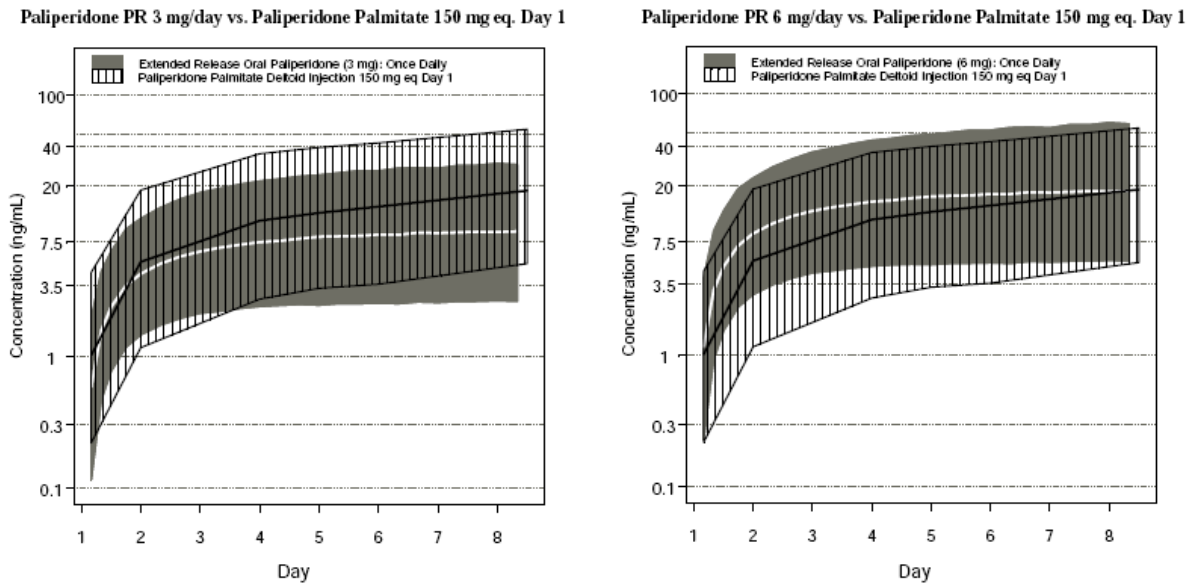 Paliperidone PR 3 mg/day vs. Paliperidone Palmitate 150 mg eq. Day 1
Extended Release Oral Paliperidone (3 mg): Once Daily
Paliperidone Palmitate Deltoid Injection 150 mg eq Day 1
Concentration (ng/mL)
100
40
20
7.5
3.5
1
0.3
0.1
1 2 3 4 5 6 7 8
Day
Paliperidone PR 6 mg/day vs. Paliperidone Palmitate 150 mg eq. Day 1
Extended Release Oral Paliperidone (6 mg): Once Daily
Paliperidone Palmitate Deltoid Injection 150 mg eq Day 1
Concentration (ng/mL)
100
40
20
7.5
3.5
1
0.3
0.1
1 2 3 4 5 6 7 8
Day